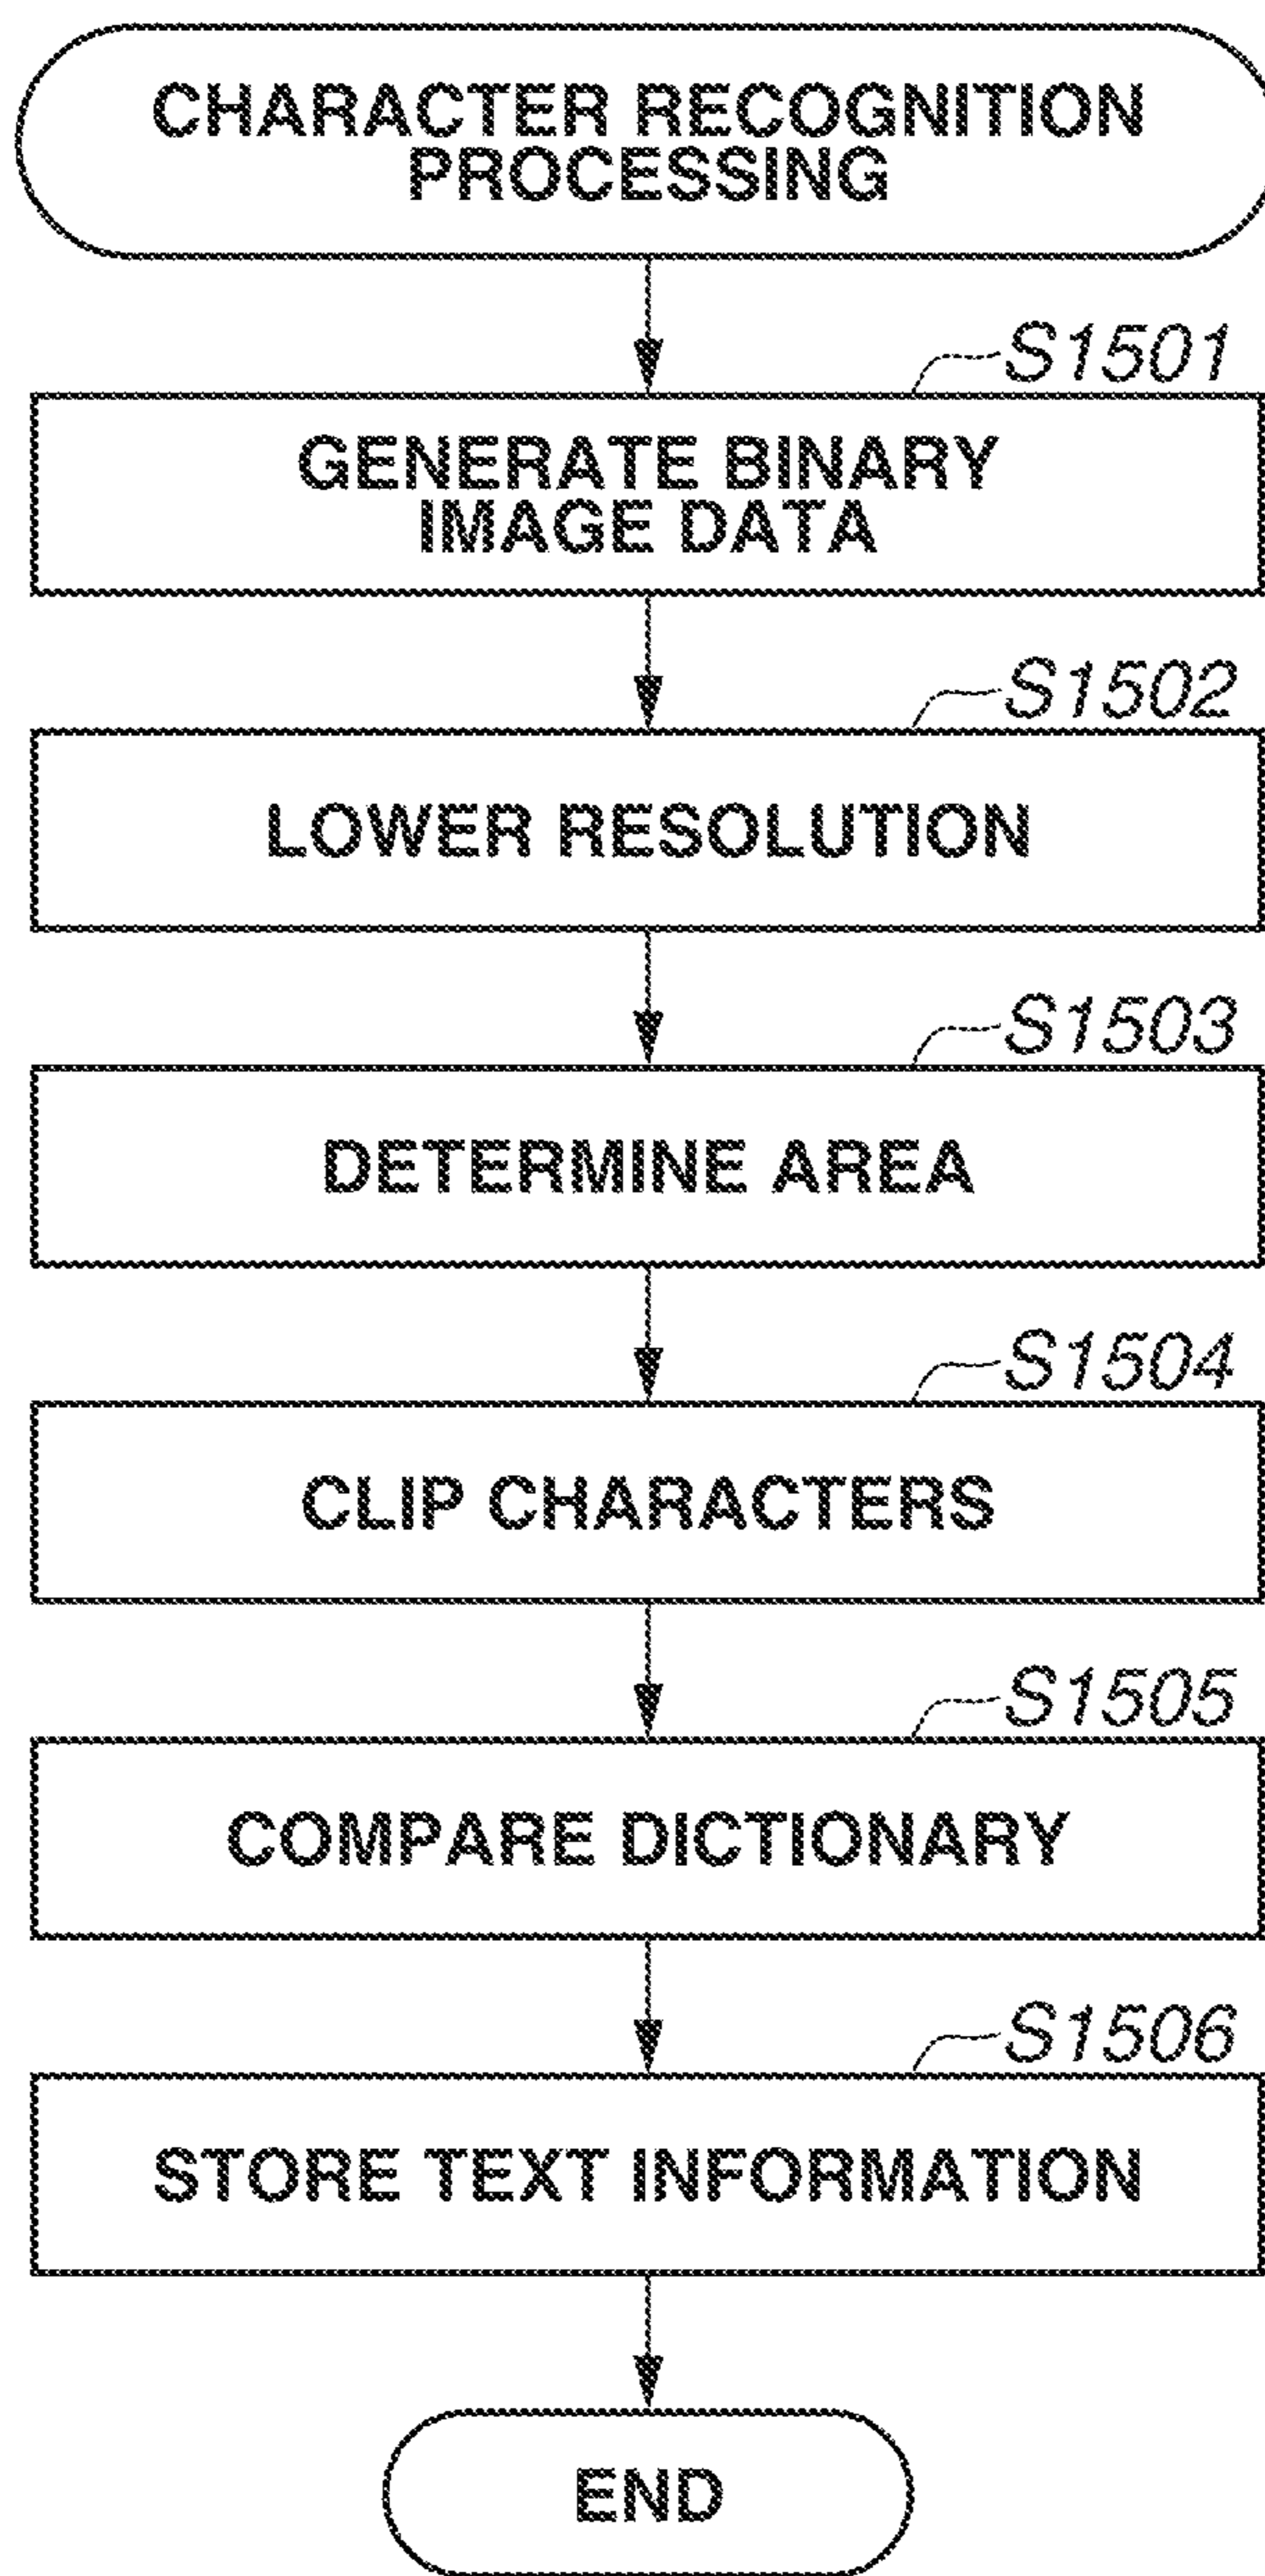 CHARACTER RECOGNITION
PROCESSING
S1501
GENERATE BINARY
IMAGE DATA
S1502
LOWER RESOLUTION
S1503
DETERMINE AREA
S1504
CLIP CHARACTERS
S1505
COMPARE DICTIONARY
S1506
STORE TEXT INFORMATION
END